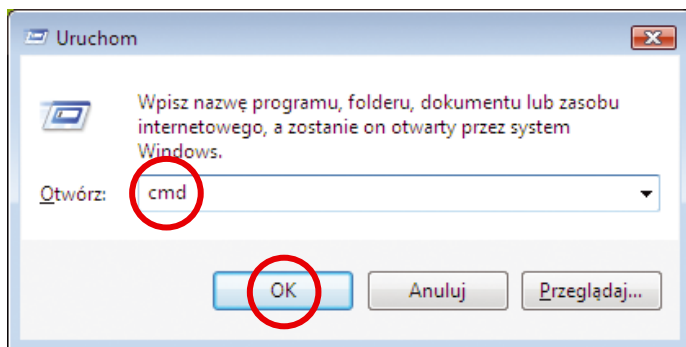 Uruchom
Wpisz nazwę programu, folderu, dokumentu lub zasobu
internetowego, a zostanie on otwarty przez system
Windows.
Otwórz: cmd
OK Anuluj Przeglądaj...